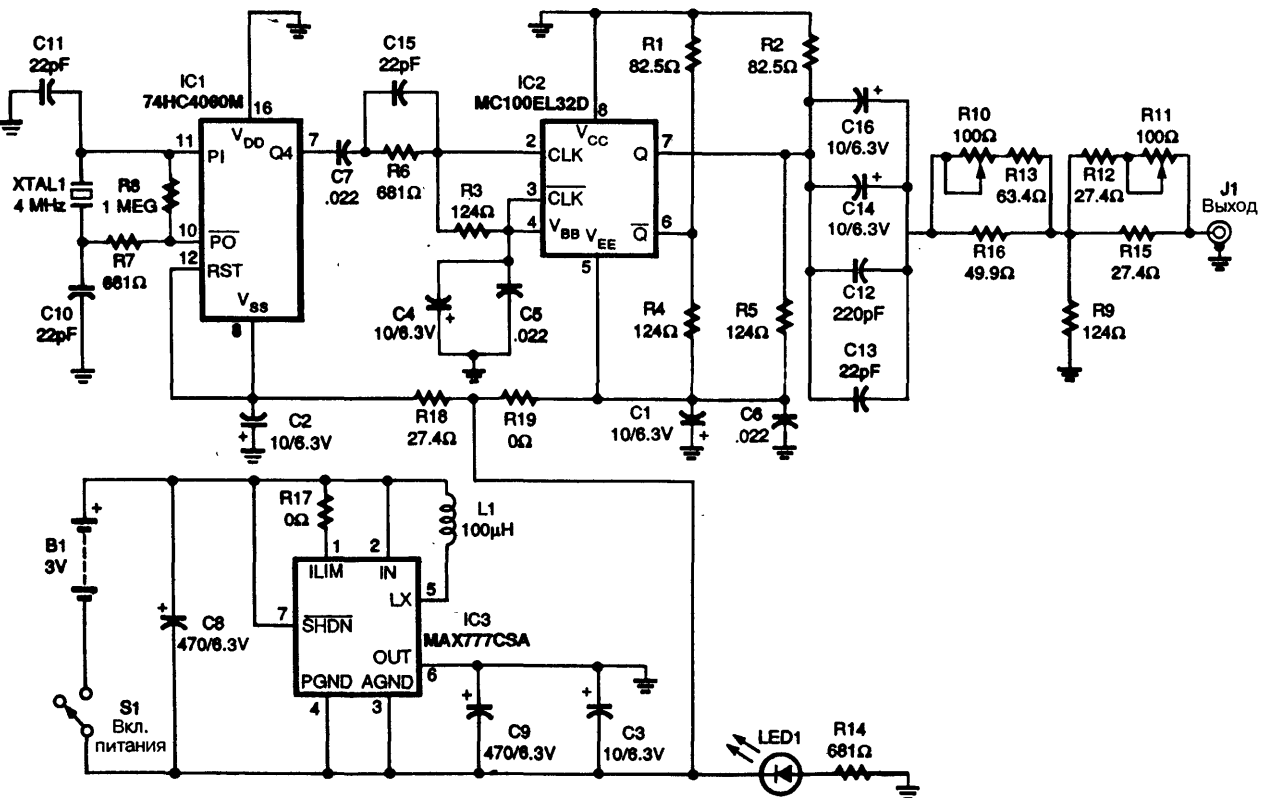 C11
22pF
IC1
74HC4060M
16
VDD
11
PI
Q4
7
XTAL1
4 MHz
R8
1 MEG
10
PO
12
RST
R7
681Ω
VSS
8
C10
22pF
C15
22pF
C7
.022
R6
681Ω
R3
124Ω
IC2
MC100EL32D
8
VCC
2
CLK
Q
7
3
CLK
4
VBB
VEE
Q
6
5
C4
10/6.3V
+
C5
.022
R1
82.5Ω
R2
82.5Ω
R4
124Ω
R5
124Ω
C16
10/6.3V
+
C14
10/6.3V
+
C12
220pF
C13
22pF
R10
100Ω
R13
63.4Ω
R16
49.9Ω
R11
100Ω
R12
27.4Ω
R15
27.4Ω
J1
Выход
R9
124Ω
C2
10/6.3V
+
R18
27.4Ω
R19
0Ω
C1
10/6.3V
+
C6
.022
+
B1
3V
S1
Вкл.
питания
+
C8
470/6.3V
R17
0Ω
L1
100μH
1
2
ILIM
IN
LX
5
7
SHDN
IC3
MAX777CSA
OUT
6
PGND
AGND
4
3
+
C9
470/6.3V
+
C3
10/6.3V
LED1
R14
681Ω